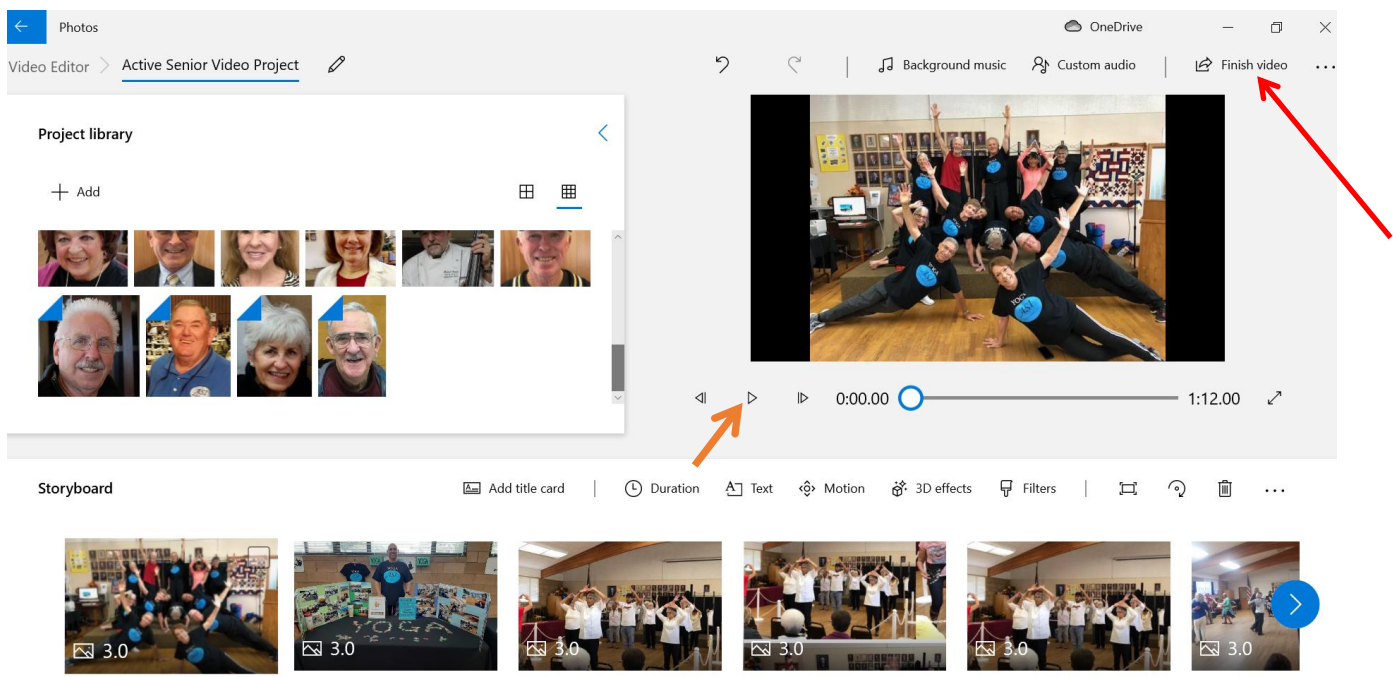 Photos
OneDrive
Video Editor > Active Senior Video Project
Background music
Custom audio
Finish video
Project library
Add
0:00.00
1:12.00
Storyboard
Add title card
Duration
Text
Motion
3D effects
Filters
YOGA
3.0
3.0
3.0
3.0
3.0
3.0